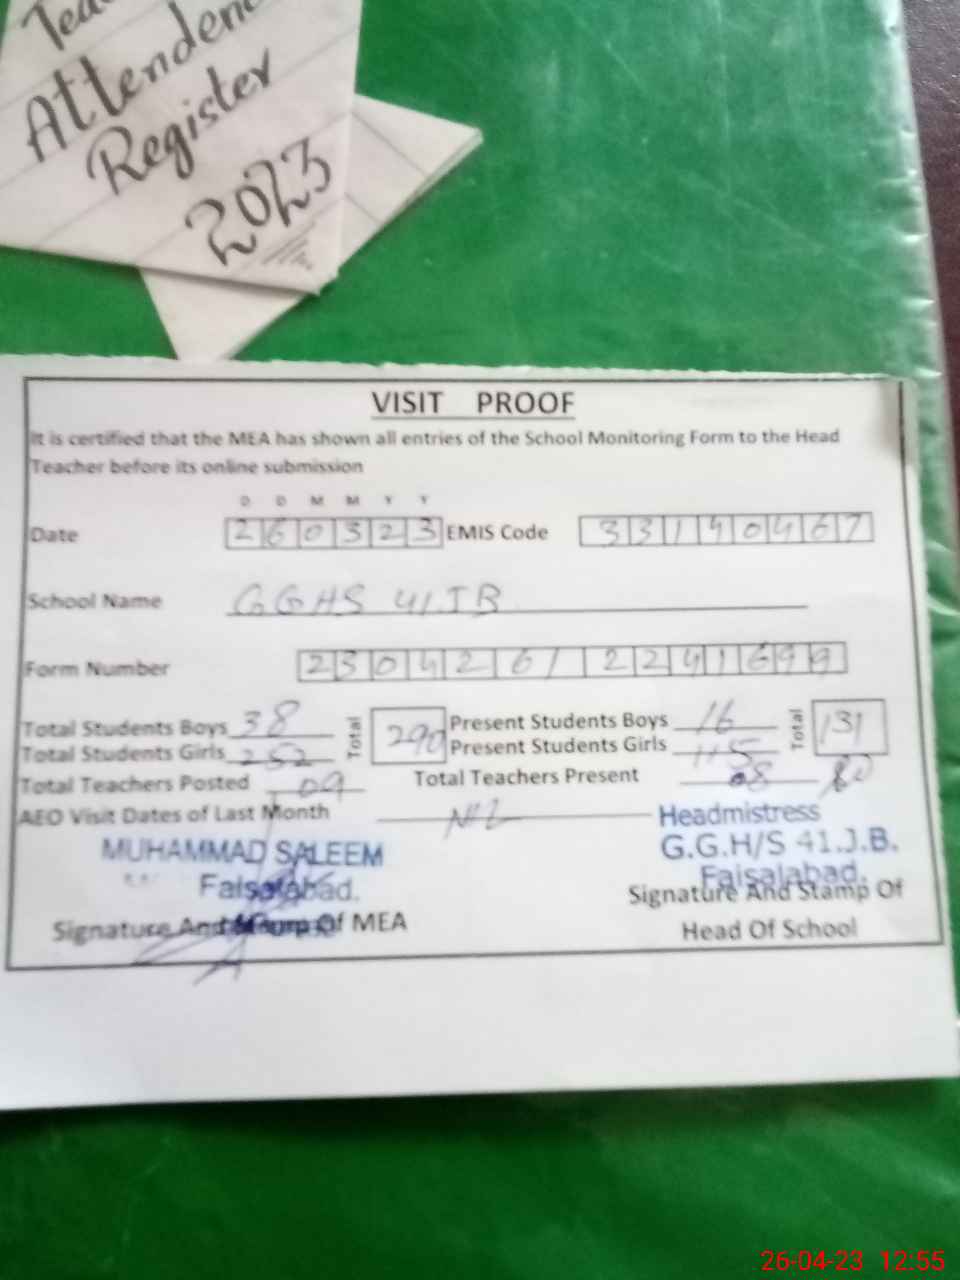 Attenden
Register
2023
VISIT PROOF
It is certified that the MEA has shown all entries of the School Monitoring Form to the Head
Teacher before its online submission
D D M M Y Y
Date 260323 EMIS Code 33140467
School Name GGHS 41.JB
Form Number 230426/2241699
Total Students Boys 38 Total 290 Present Students Boys 16 Total 131
Total Students Girls 252 Present Students Girls 115
Total Teachers Posted 09 Total Teachers Present 08
AEO Visit Dates of Last Month Nil
MUHAMMAD SALEEM
Faisalabad.
Signature And Of MEA
Headmistress
G.G.H/S 41.J.B.
Faisalabad.
Signature And Stamp Of
Head Of School
26-04-23 12:55